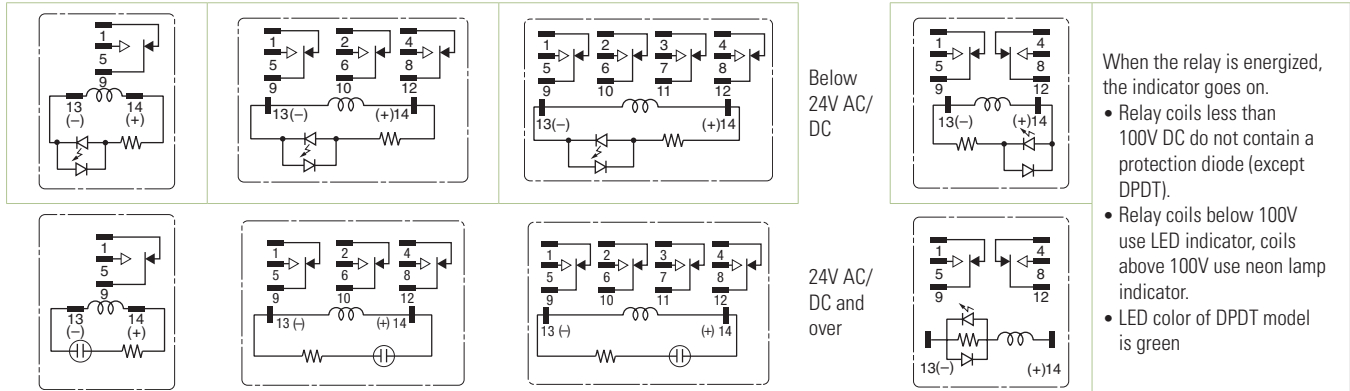 1
5
9
13
(–)
14
(+)
1 2 4
5 6 8
9 10 12
13(–) (+)14
1 2 3 4
5 6 7 8
9 10 11 12
13(–) (+)14
Below
24V AC/
DC
1 4
5 8
9 12
13(–) (+)14
When the relay is energized,
the indicator goes on.
• Relay coils less than
100V DC do not contain a
protection diode (except
DPDT).
• Relay coils below 100V
use LED indicator, coils
above 100V use neon lamp
indicator.
• LED color of DPDT model
is green
1
5
9
13
(–)
14
(+)
1 2 4
5 6 8
9 10 12
13 (–) (+) 14
1 2 3 4
5 6 7 8
9 10 11 12
13 (–) (+) 14
24V AC/
DC and
over
1 4
5 8
9 12
13(–) (+)14